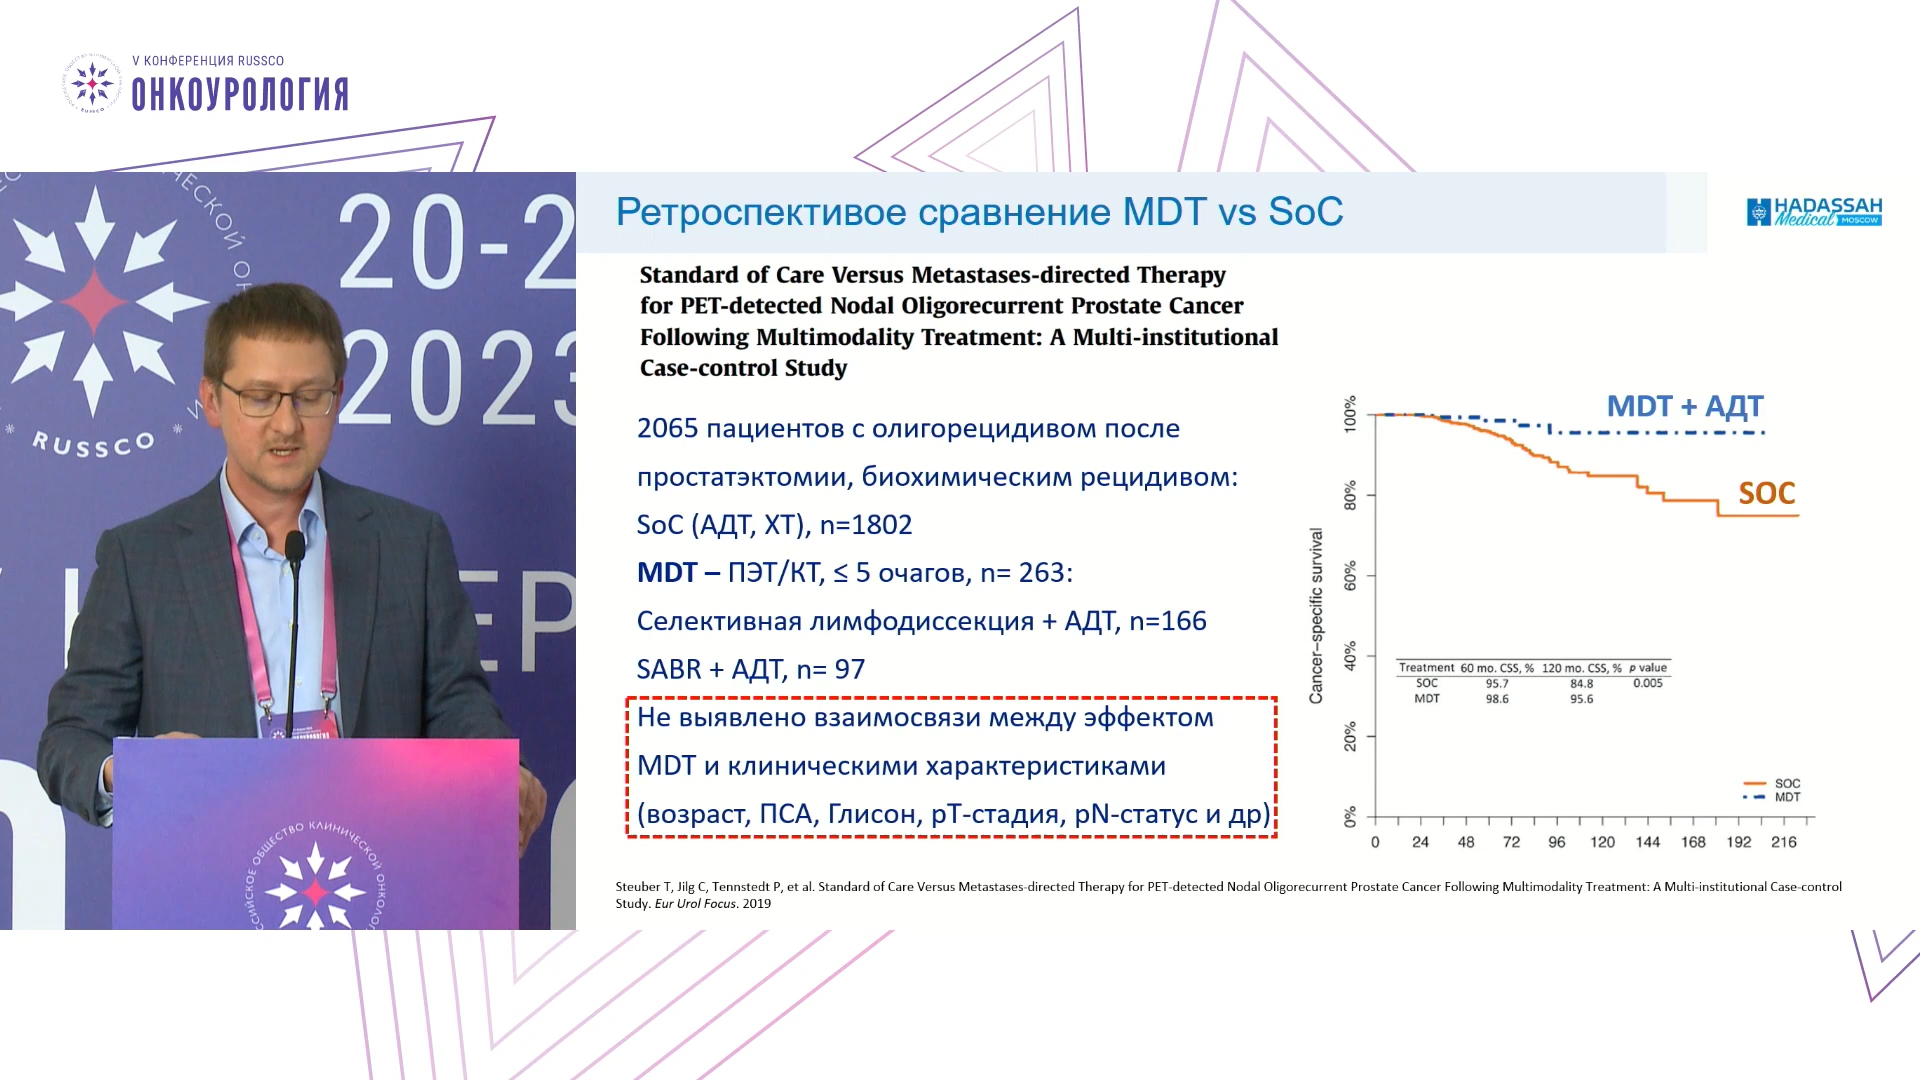 V КОНФЕРЕНЦИЯ RUSSCO
ОНКОУРОЛОГИЯ
20-2
2023
RUSSCO
Ретроспективное сравнение MDT vs SoC
HADASSAH
Medical MOSCOW
Standard of Care Versus Metastases-directed Therapy
for PET-detected Nodal Oligorecurrent Prostate Cancer
Following Multimodality Treatment: A Multi-institutional
Case-control Study
2065 пациентов с олигорецидивом после
простатэктомии, биохимическим рецидивом:
SoC (АДТ, ХТ), n=1802
MDT – ПЭТ/КТ, ≤ 5 очагов, n= 263:
Селективная лимфодиссекция + АДТ, n=166
SABR + АДТ, n= 97
Не выявлено взаимосвязи между эффектом
MDT и клиническими характеристиками
(возраст, ПСА, Глисон, pT-стадия, pN-статус и др)
MDT + АДТ
SOC
Cancer–specific survival
100%
80%
60%
40%
20%
0%
Treatment 60 mo. CSS, % 120 mo. CSS, % p value
SOC 95.7 84.8 0.005
MDT 98.6 95.6
SOC
MDT
0 24 48 72 96 120 144 168 192 216
Steuber T, Jilg C, Tennstedt P, et al. Standard of Care Versus Metastases-directed Therapy for PET-detected Nodal Oligorecurrent Prostate Cancer Following Multimodality Treatment: A Multi-institutional Case-control
Study. Eur Urol Focus. 2019
ОБЩЕСТВО КЛИНИЧЕСКОЙ